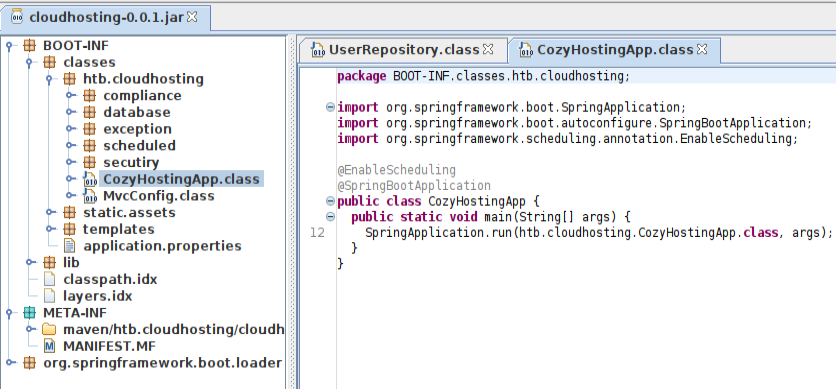 cloudhosting-0.0.1.jar
BOOT-INF
classes
htb.cloudhosting
compliance
database
exception
scheduled
secutiry
CozyHostingApp.class
MvcConfig.class
static.assets
templates
application.properties
lib
classpath.idx
layers.idx
META-INF
maven/htb.cloudhosting/cloudh
MANIFEST.MF
org.springframework.boot.loader
UserRepository.class
CozyHostingApp.class
package BOOT-INF.classes.htb.cloudhosting;
import org.springframework.boot.SpringApplication;
import org.springframework.boot.autoconfigure.SpringBootApplication;
import org.springframework.scheduling.annotation.EnableScheduling;
@EnableScheduling
@SpringBootApplication
public class CozyHostingApp {
public static void main(String[] args) {
12 SpringApplication.run(htb.cloudhosting.CozyHostingApp.class, args);
}
}